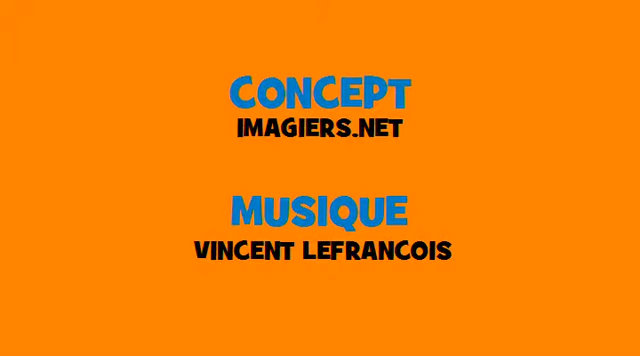 CONCEPT
IMAGIERS.NET
MUSIQUE
VINCENT LEFRANCOIS